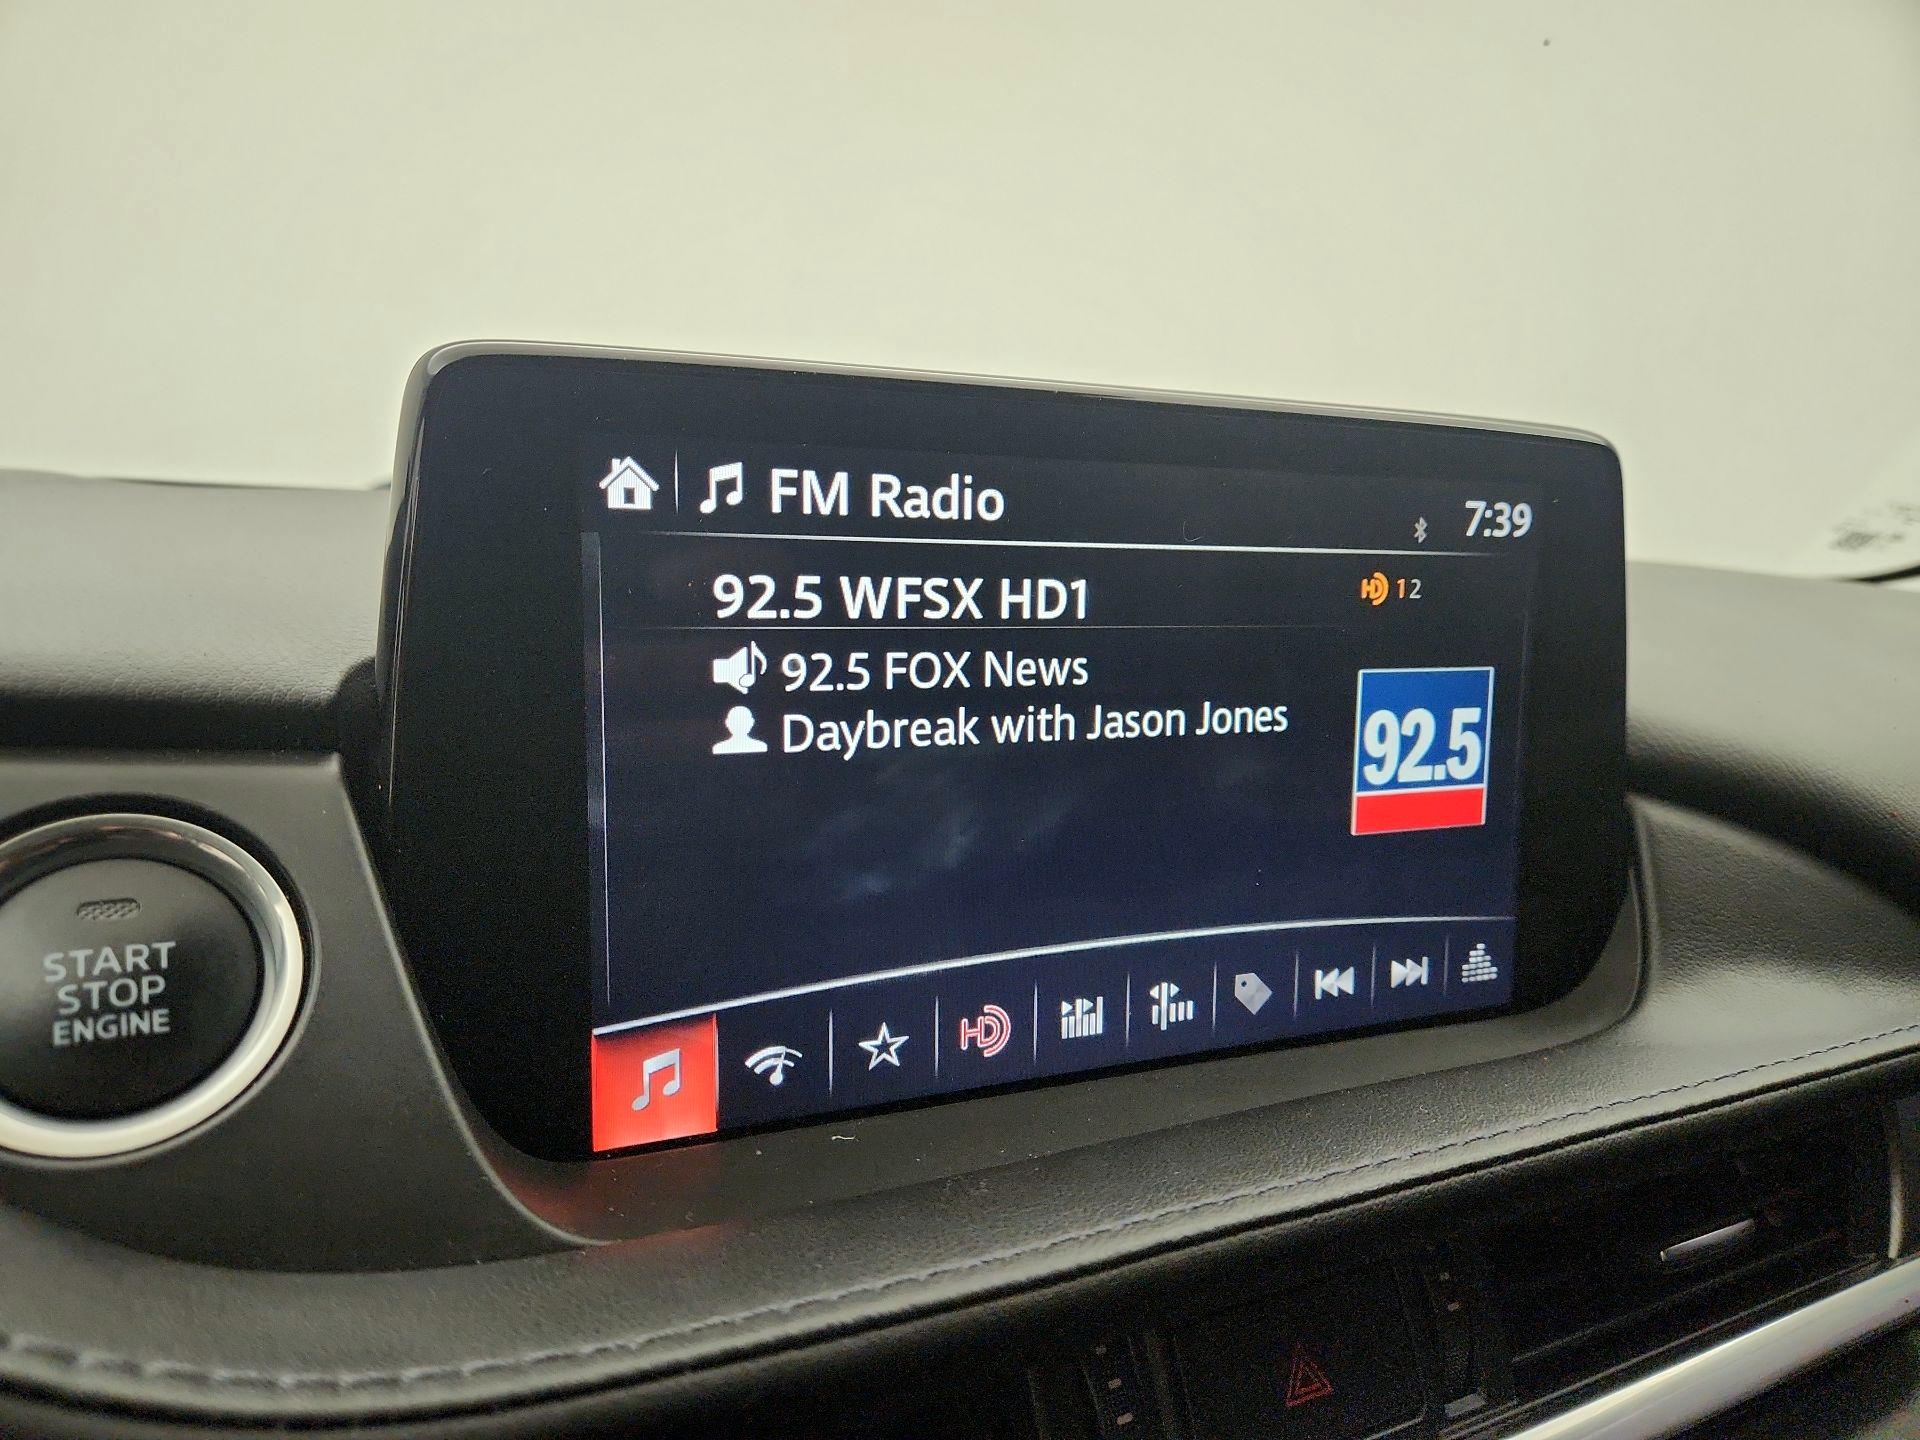 FM Radio
7:39
92.5 WFSX HD1
HD 12
92.5 FOX News
Daybreak with Jason Jones
92.5
HD
START
STOP
ENGINE